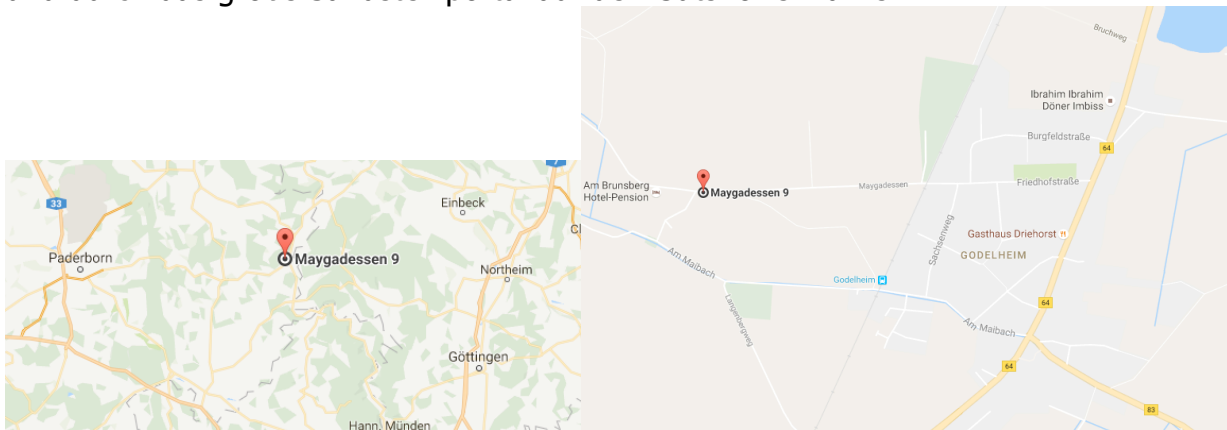 Bruchweg
Ibrahim Ibrahim
Döner Imbiss
Burgfeldstraße
64
Am Brunsberg
Hotel-Pension
Maygadessen 9
Maygadessen
Friedhofstraße
Sachsenweg
Gasthaus Driehorst
GODELHEIM
Am Maibach
Godelheim
Langenbergweg
64
Am Maibach
64
83
7
33
Einbeck
Paderborn
Maygadessen 9
Northeim
Göttingen
Hann. Münden